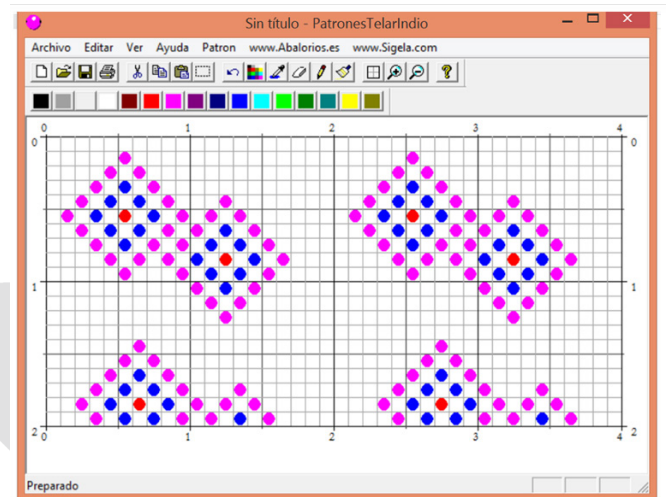 Sin título - PatronesTelarIndio
Archivo Editar Ver Ayuda Patron www.Abalorios.es www.Sigela.com
0 1 2 3 4
0 0
1 1
2 2
0 1 2 3 4
Preparado